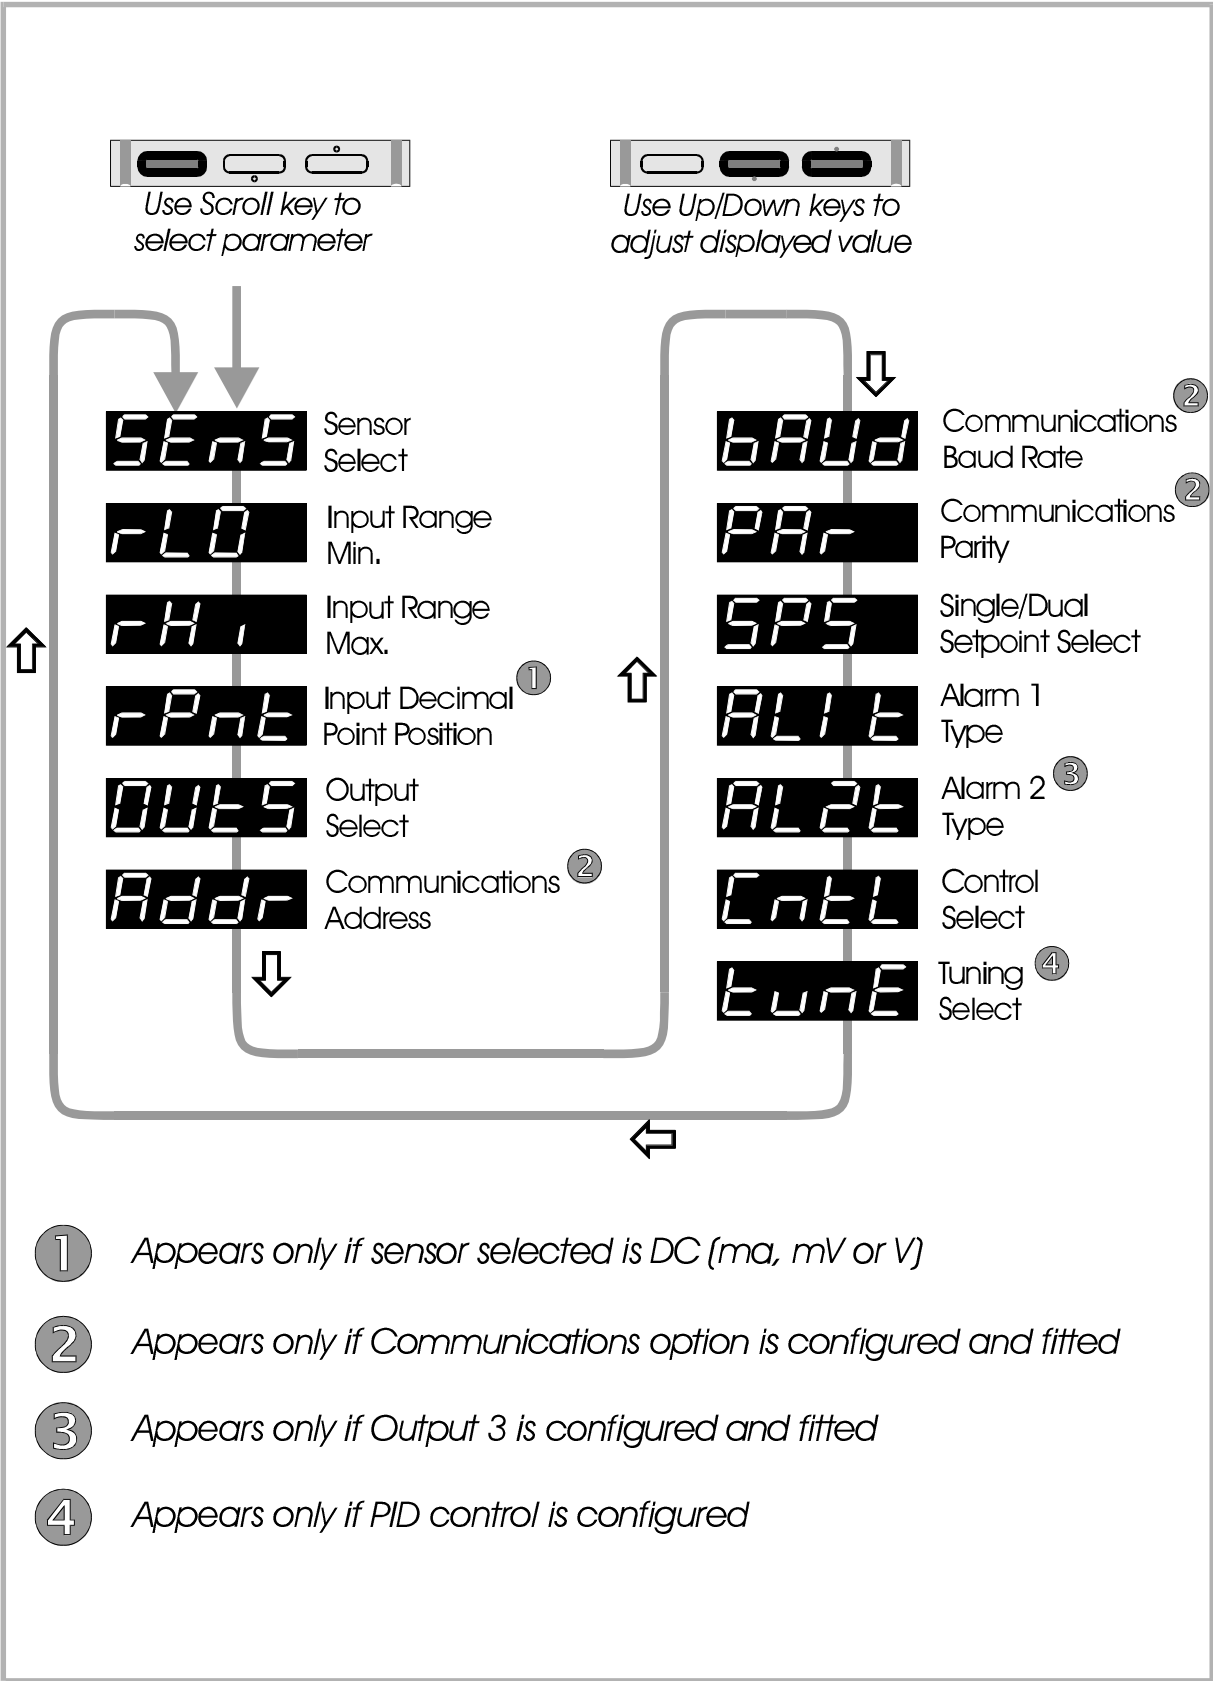 Use Scroll key to
select parameter
Use Up/Down keys to
adjust displayed value
SEnS
Sensor
Select
rLO
Input Range
Min.
rHi
Input Range
Max.
rPnt
Input Decimal 1
Point Position
OUtS
Output
Select
Addr
Communications 2
Address
bAUd
Communications 2
Baud Rate
PAr
Communications 2
Parity
SPS
Single/Dual
Setpoint Select
AL1t
Alarm 1
Type
AL2t
Alarm 2 3
Type
CntL
Control
Select
tunE
Tuning 4
Select
1 Appears only if sensor selected is DC (ma, mV or V)
2 Appears only if Communications option is configured and fitted
3 Appears only if Output 3 is configured and fitted
4 Appears only if PID control is configured